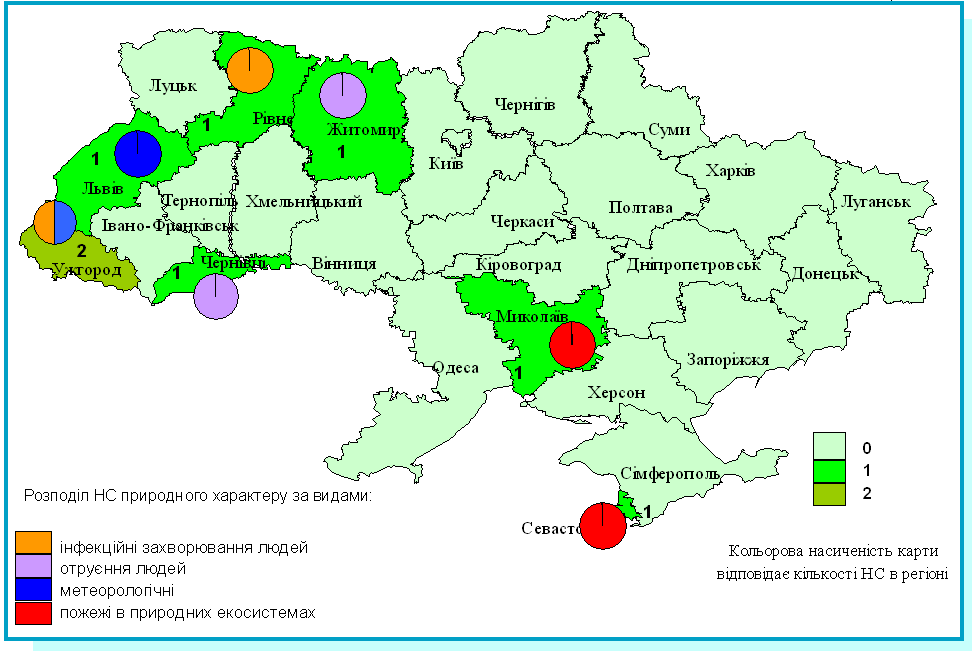 Луцьк
Рівне
1
Житомир
1
Чернігів
Суми
Київ
Харків
1
Львів
Тернопіль
Хмельницький
Полтава
Луганськ
Івано-Франківськ
Черкаси
2
Ужгород
1
Чернівці
Вінниця
Кіровоград
Дніпропетровськ
Донецьк
Миколаїв
1
Одеса
Запоріжжя
Херсон
Сімферополь
1
Севасто
0
1
2
Розподіл НС природного характеру за видами:
інфекційні захворювання людей
отруєння людей
метеорологічні
пожежі в природних екосистемах
Кольорова насиченість карти
відповідає кількості НС в регіоні